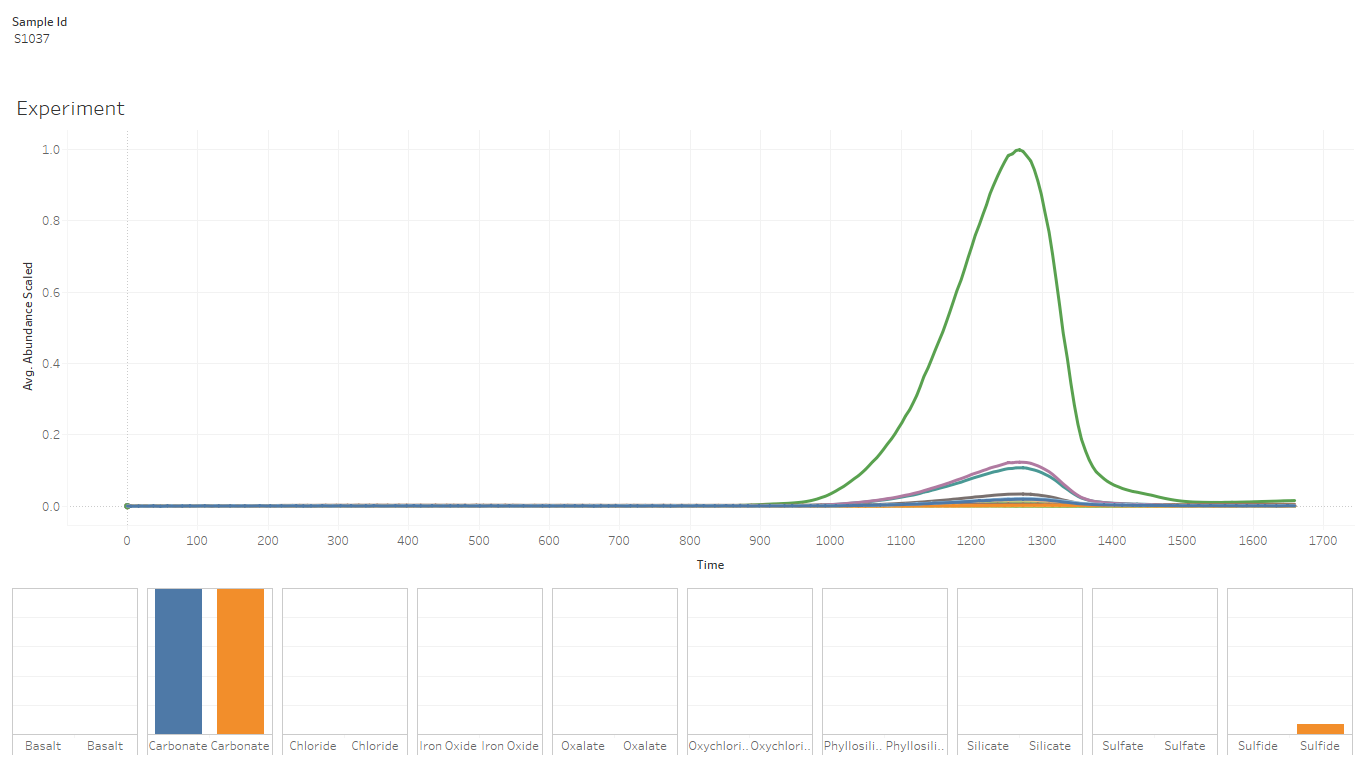 Sample Id
S1037
Experiment
Avg. Abundance Scaled
1.0
0.8
0.6
0.4
0.2
0.0
0 100 200 300 400 500 600 700 800 900 1000 1100 1200 1300 1400 1500 1600 1700
Time
Basalt Basalt Carbonate Carbonate Chloride Chloride Iron Oxide Iron Oxide Oxalate Oxalate Oxychlori.. Oxychlori.. Phyllosili.. Phyllosili.. Silicate Silicate Sulfate Sulfate Sulfide Sulfide